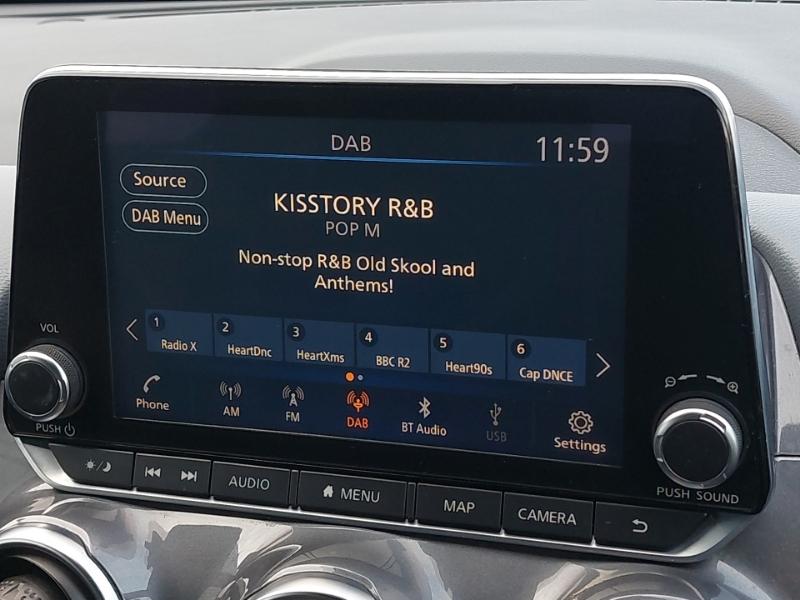 DAB
11:59
Source
DAB Menu
KISSTORY R&B
POP M
Non-stop R&B Old Skool and
Anthems!
1 Radio X
2 HeartDnc
3 HeartXms
4 BBC R2
5 Heart90s
6 Cap DNCE
Phone
AM
FM
DAB
BT Audio
USB
Settings
VOL
PUSH
PUSH SOUND
AUDIO
MENU
MAP
CAMERA